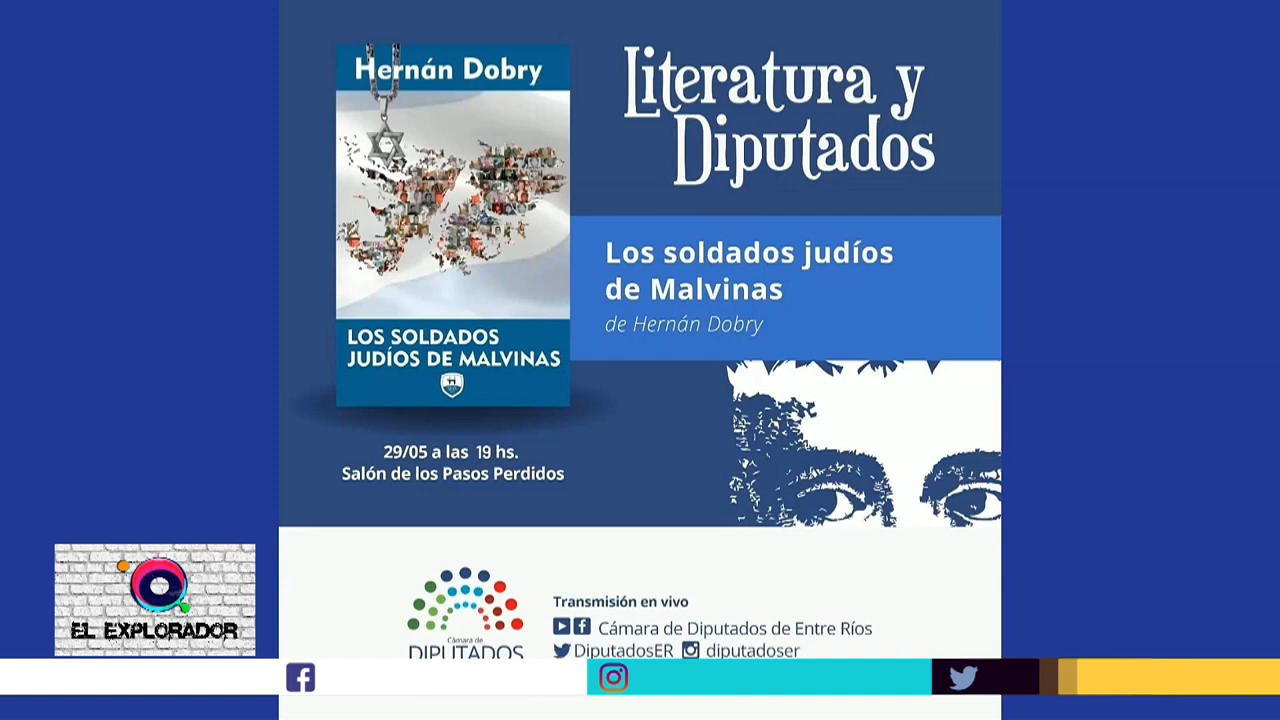 Hernán Dobry
LOS SOLDADOS
JUDÍOS DE MALVINAS
Literatura y
Diputados
Los soldados judíos
de Malvinas
de Hernán Dobry
29/05 a las 19 hs.
Salón de los Pasos Perdidos
EL EXPLORADOR
Cámara de
DIPUTADOS
Transmisión en vivo
Cámara de Diputados de Entre Ríos
DiputadosER diputadoser